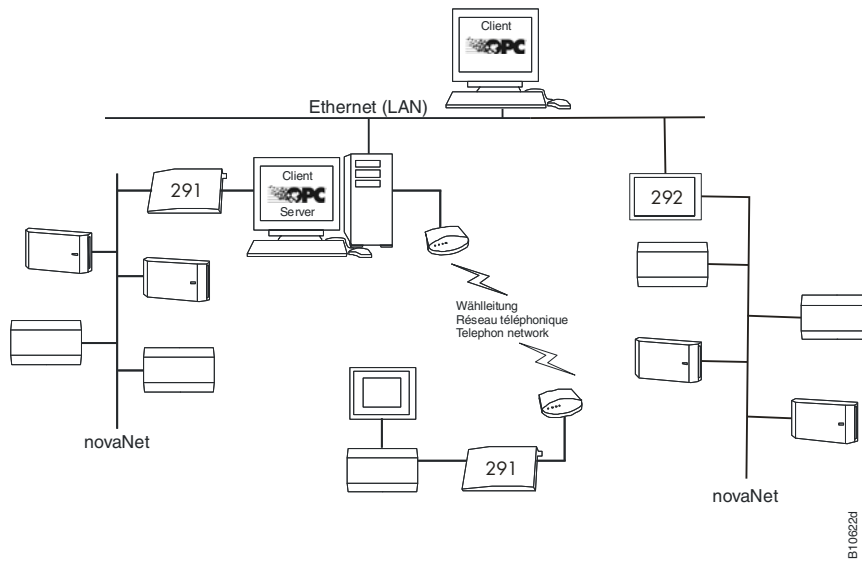 Client
OPC
Ethernet (LAN)
291
Client
OPC
Server
292
Wählleitung
Réseau téléphonique
Telephon network
novaNet
291
novaNet
B10622d